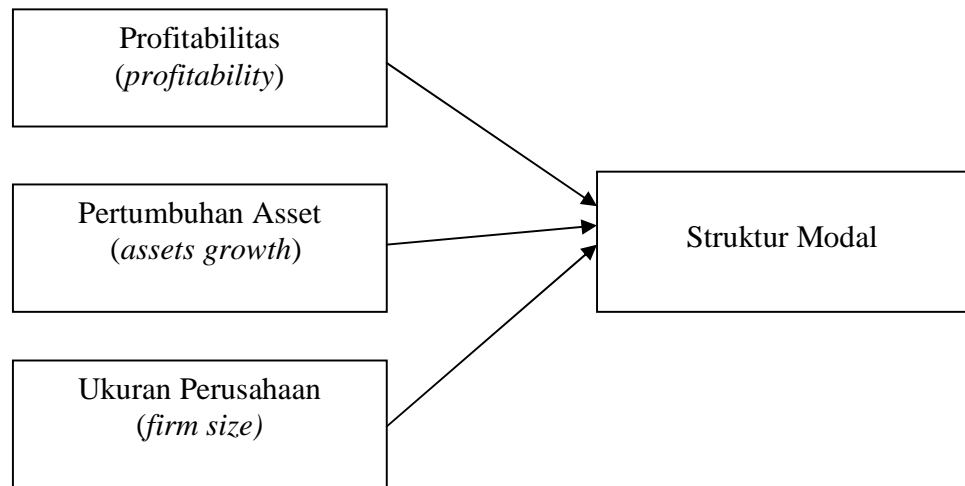 Profitabilitas
(profitability)
Pertumbuhan Asset
(assets growth)
Struktur Modal
Ukuran Perusahaan
(firm size)